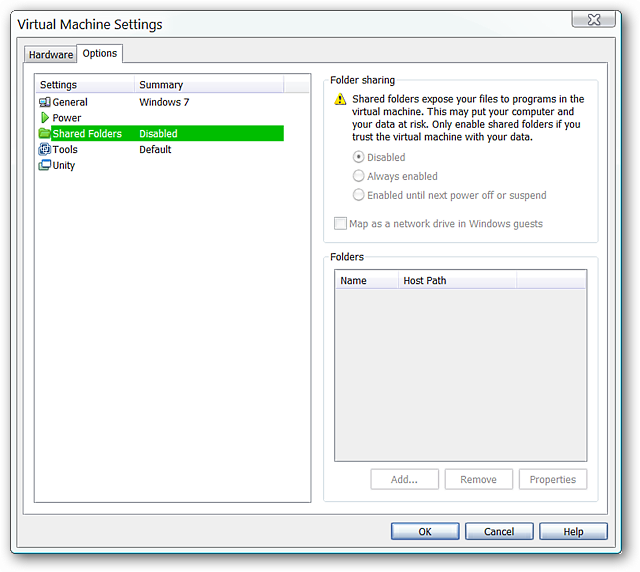 Virtual Machine Settings
Hardware Options
Settings Summary
General Windows 7
Power
Shared Folders Disabled
Tools Default
Unity
Folder sharing
Shared folders expose your files to programs in the
virtual machine. This may put your computer and
your data at risk. Only enable shared folders if you
trust the virtual machine with your data.
Disabled
Always enabled
Enabled until next power off or suspend
Map as a network drive in Windows guests
Folders
Name Host Path
Add... Remove Properties
OK Cancel Help